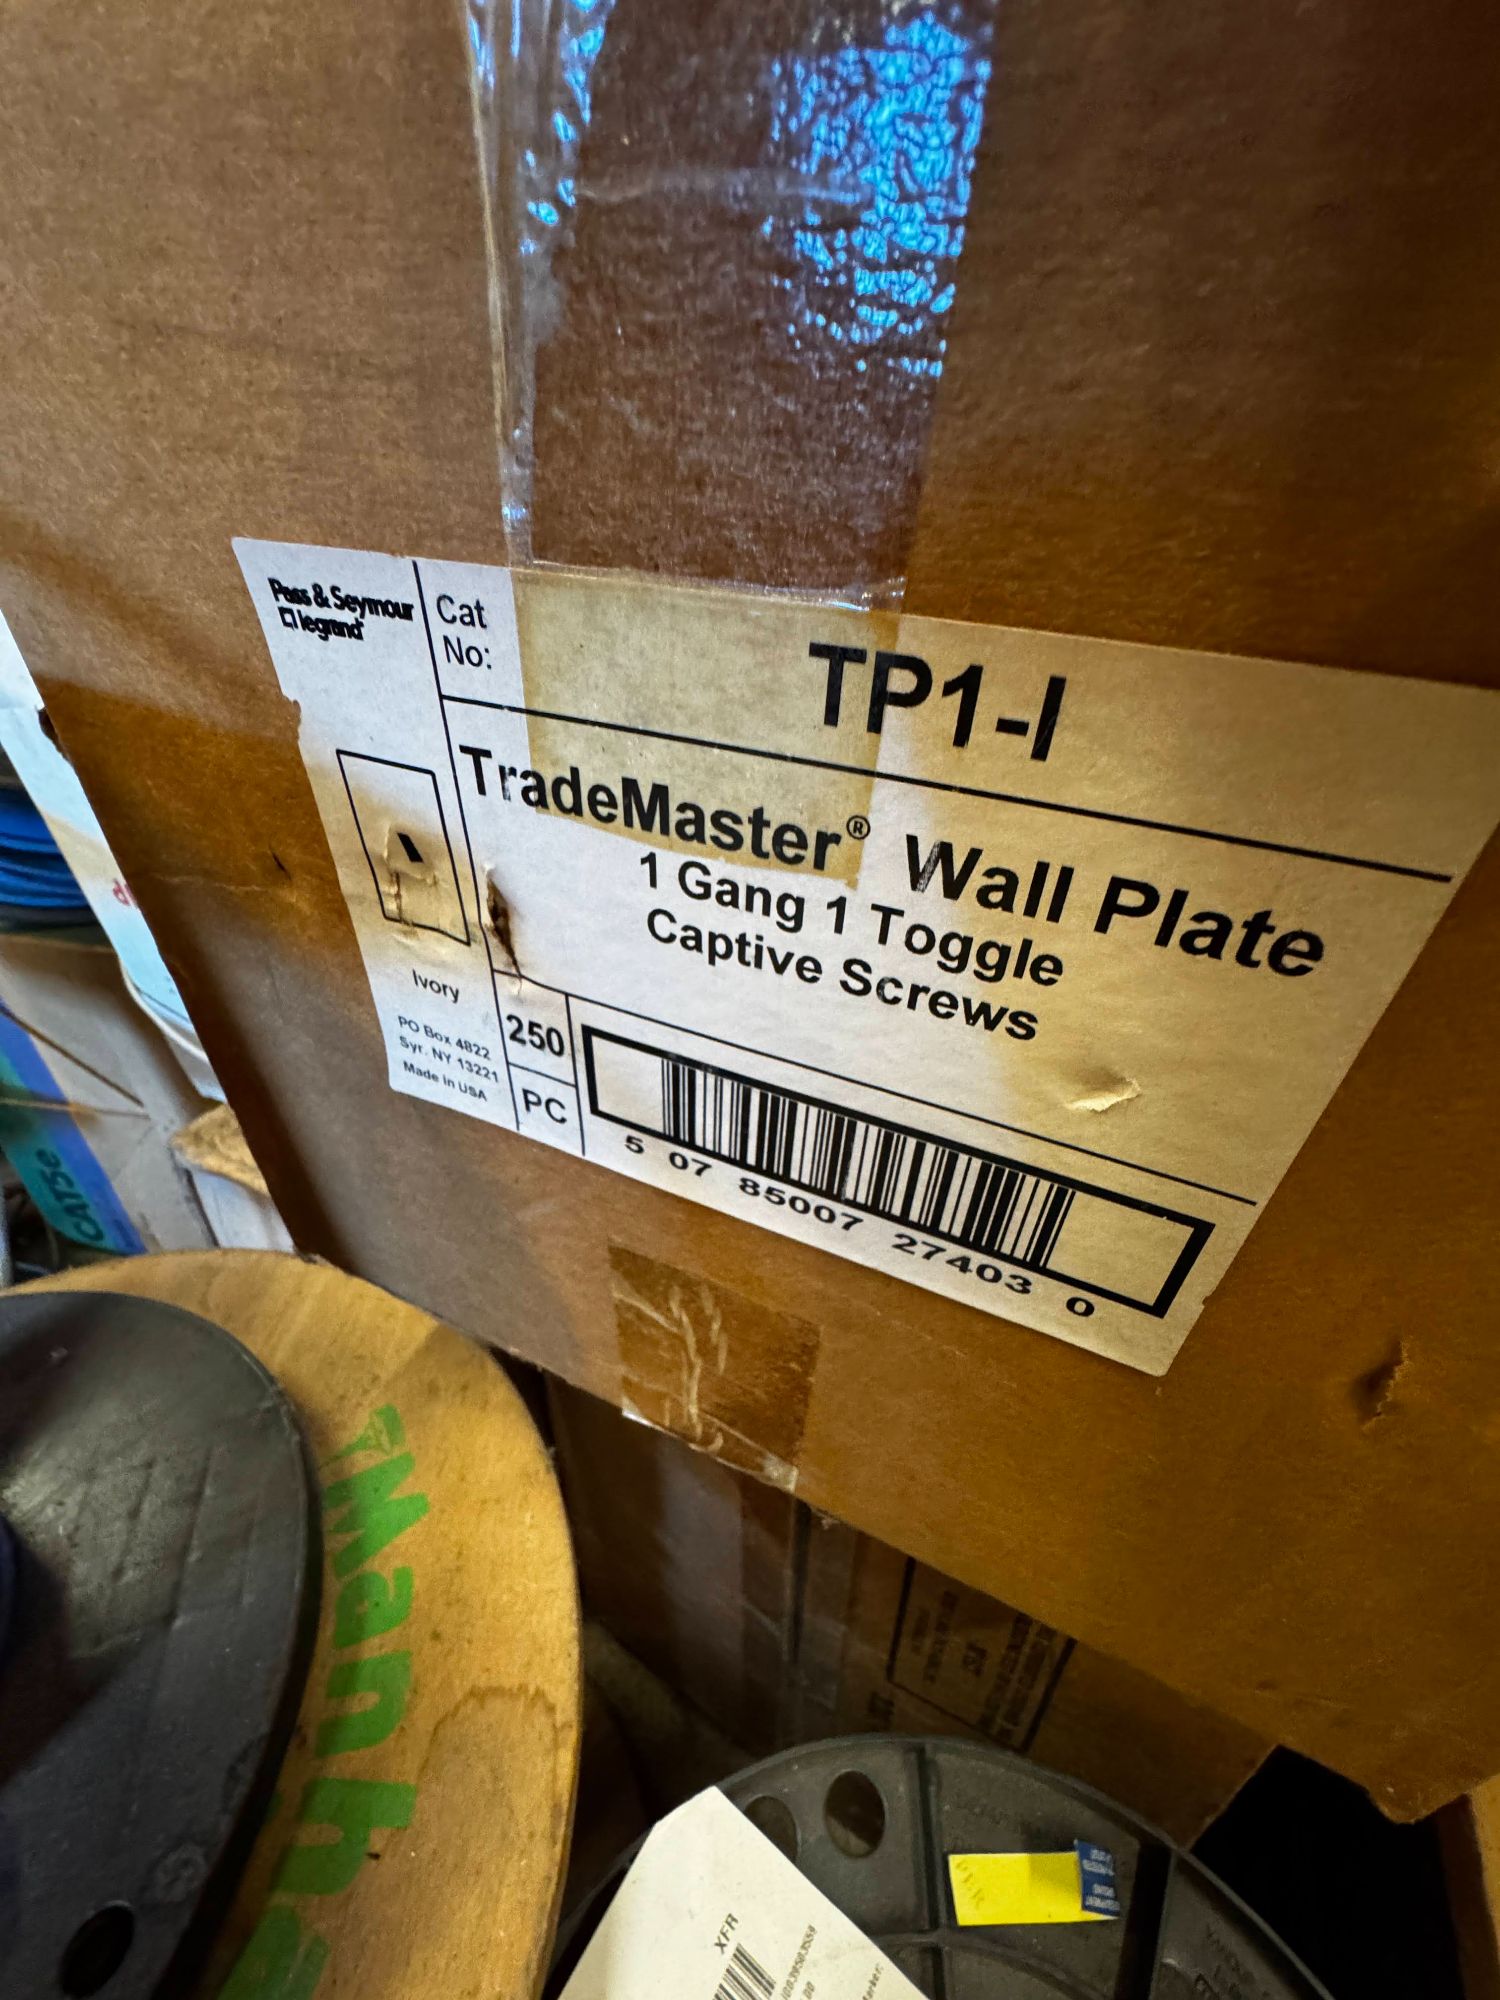 Pass & Seymour
legrand
Cat
No:
TP1-I
TradeMaster® Wall Plate
1 Gang 1 Toggle
Captive Screws
Ivory
PO Box 4822
Syr. NY 13221
Made in USA
250
PC
5 07 85007 27403 0
CAT5e
Manha
XFR